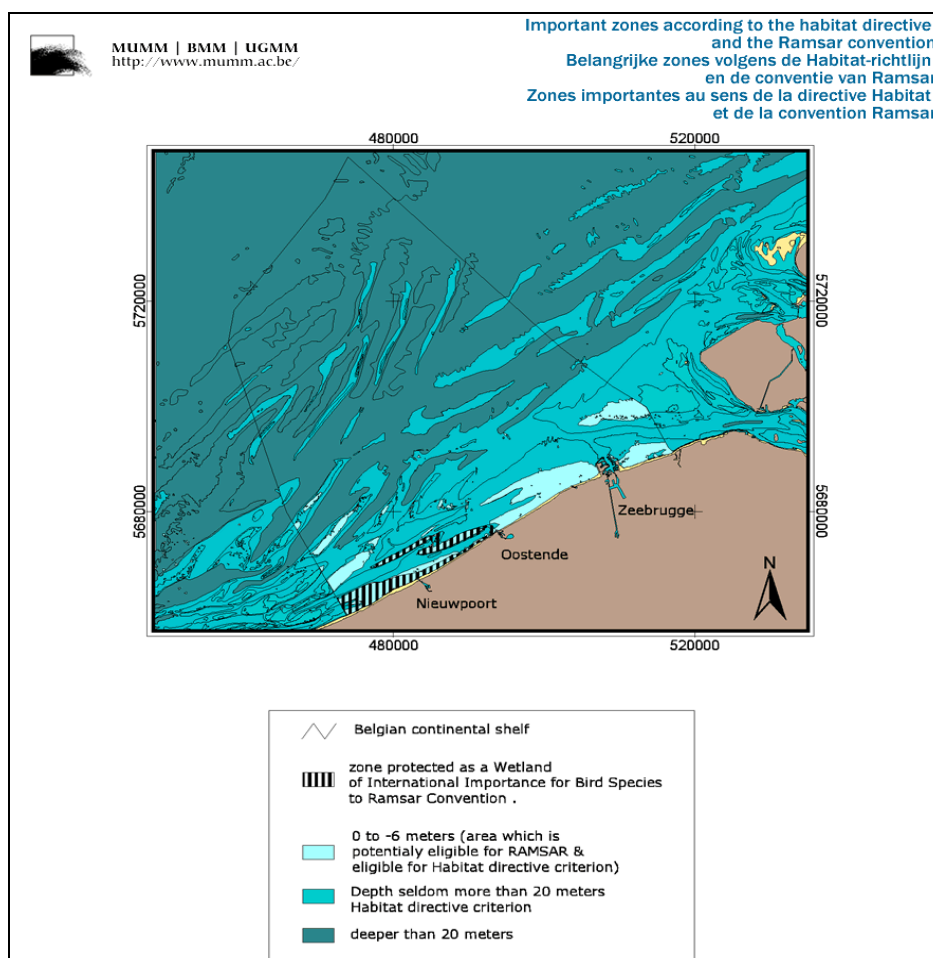 Important zones according to the habitat directive
and the Ramsar convention
Belangrijke zones volgens de Habitat-richtlijn
en de conventie van Ramsar
Zones importantes au sens de la directive Habitat
et de la convention Ramsar
MUMM | BMM | UGMM
http://www.mumm.ac.be/
480000 520000
5720000 5720000
5680000 5680000
Zeebrugge
Oostende
Nieuwpoort
N
480000 520000
Belgian continental shelf
zone protected as a Wetland
of International Importance for Bird Species
to Ramsar Convention .
0 to -6 meters (area which is
potentialy eligible for RAMSAR &
eligible for Habitat directive criterion)
Depth seldom more than 20 meters
Habitat directive criterion
deeper than 20 meters